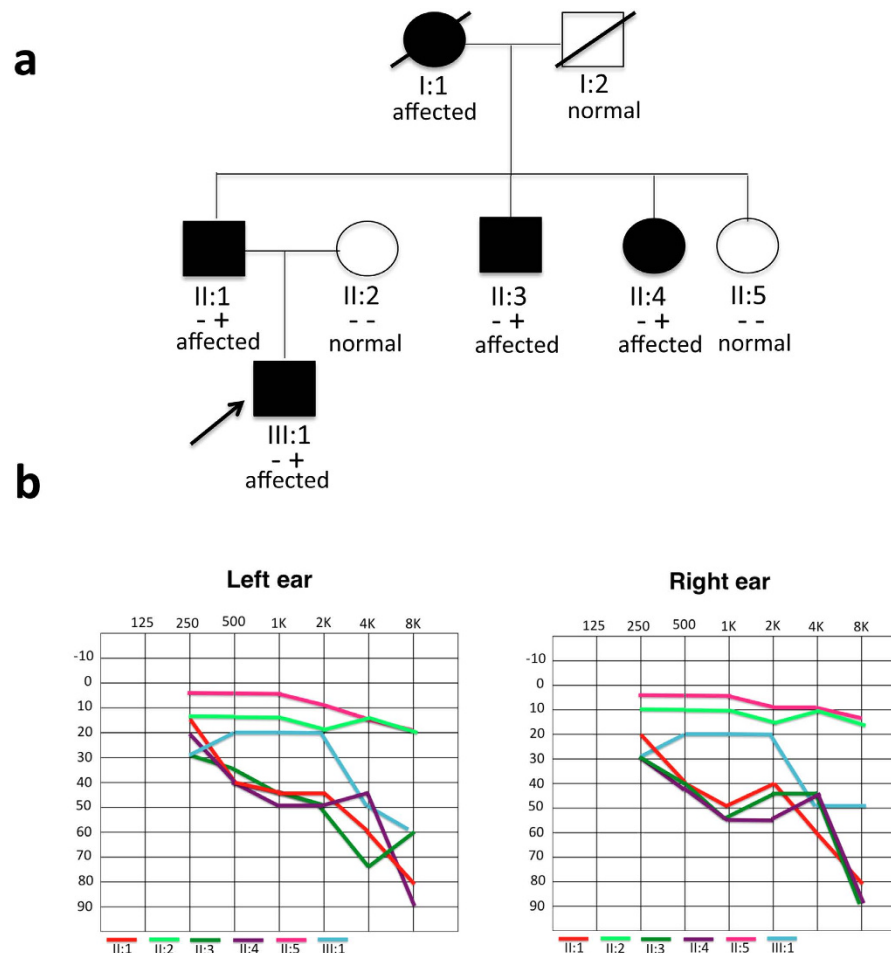 a
I:1 I:2
affected normal
II:1 II:2 II:3 II:4 II:5
- + - - - + - + - -
affected normal affected affected normal
III:1
- +
affected
b
Left ear Right ear
125 250 500 1K 2K 4K 8K 125 250 500 1K 2K 4K 8K
-10 -10
0 0
10 10
20 20
30 30
40 40
50 50
60 60
70 70
80 80
90 90
II:1 II:2 II:3 II:4 II:5 III:1 II:1 II:2 II:3 II:4 II:5 III:1